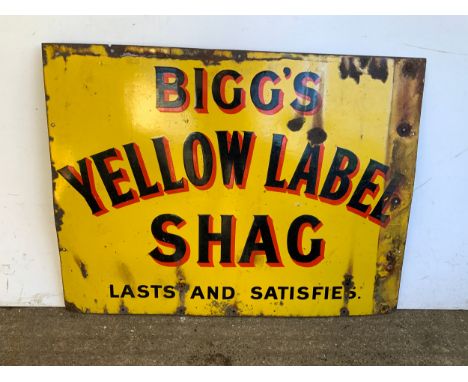 BIGG'S
YELLOW LABEL
SHAG
LASTS AND SATISFIES.